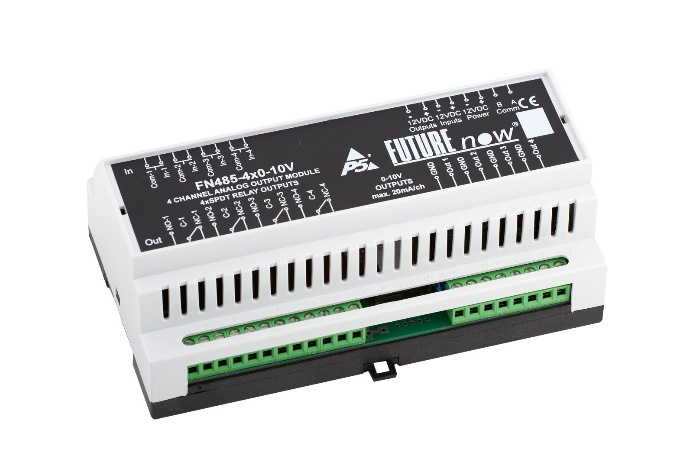 In
Com-1
In-1
Com-2
In-2
Com-3
In-3
Com-4
In-4
12VDC 12VDC 12VDC B A
Outputs Inputs Power Comm.
CE
FN485-4x0-10V
4 CHANNEL ANALOG OUTPUT MODULE
4xSPDT RELAY OUTPUTS
PS
FUTURE now®
0-10V
OUTPUTS
max. 20mA/ch
Out
NO-1
C-1
NC-1
NO-2
C-2
NC-2
NO-3
C-3
NC-3
NO-4
C-4
NC-4
GND
Out 1
GND
Out 2
GND
Out 3
GND
Out 4